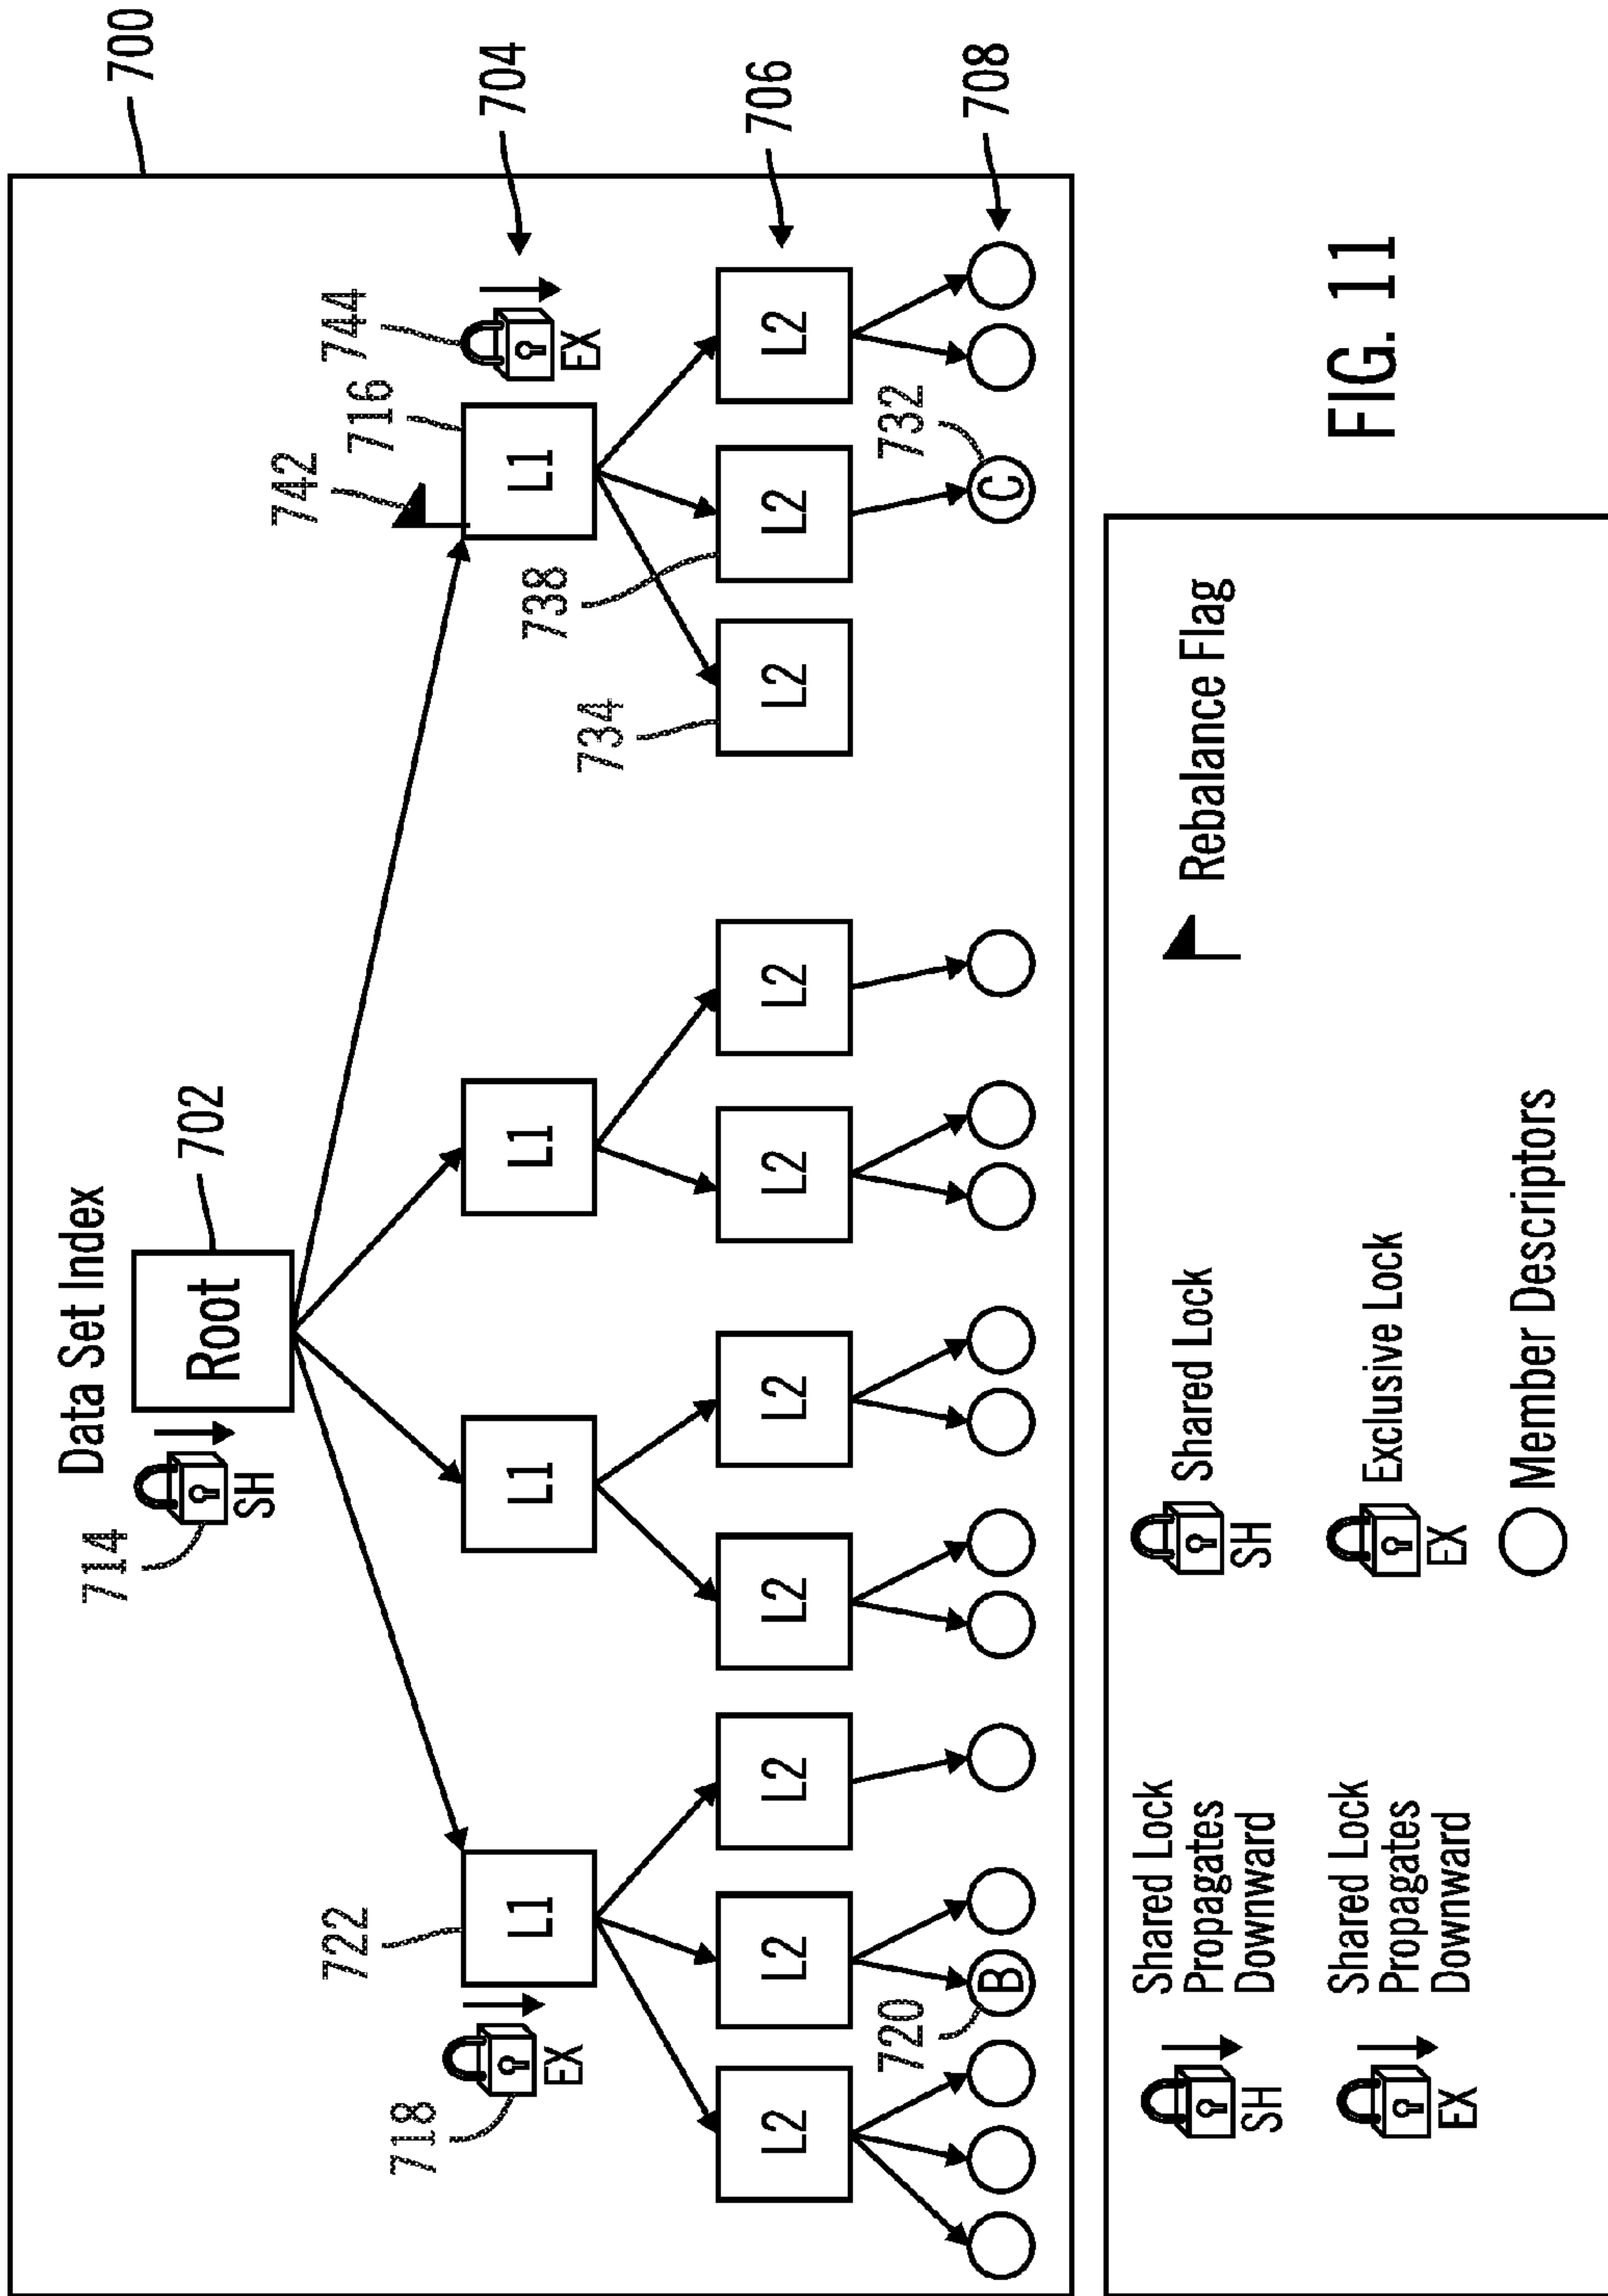 700
Data Set Index
702
Root
714
SH
704
742
716
744
722
718
EX
L1
L1
L1
L1
EX
738
734
706
L2
L2
L2
L2
L2
L2
L2
L2
L2
L2
720
B
732
C
708
Shared Lock
Propagates
Downward
SH
Shared Lock
SH
Rebalance Flag
Shared Lock
Propagates
Downward
EX
Exclusive Lock
EX
Member Descriptors
FIG. 11